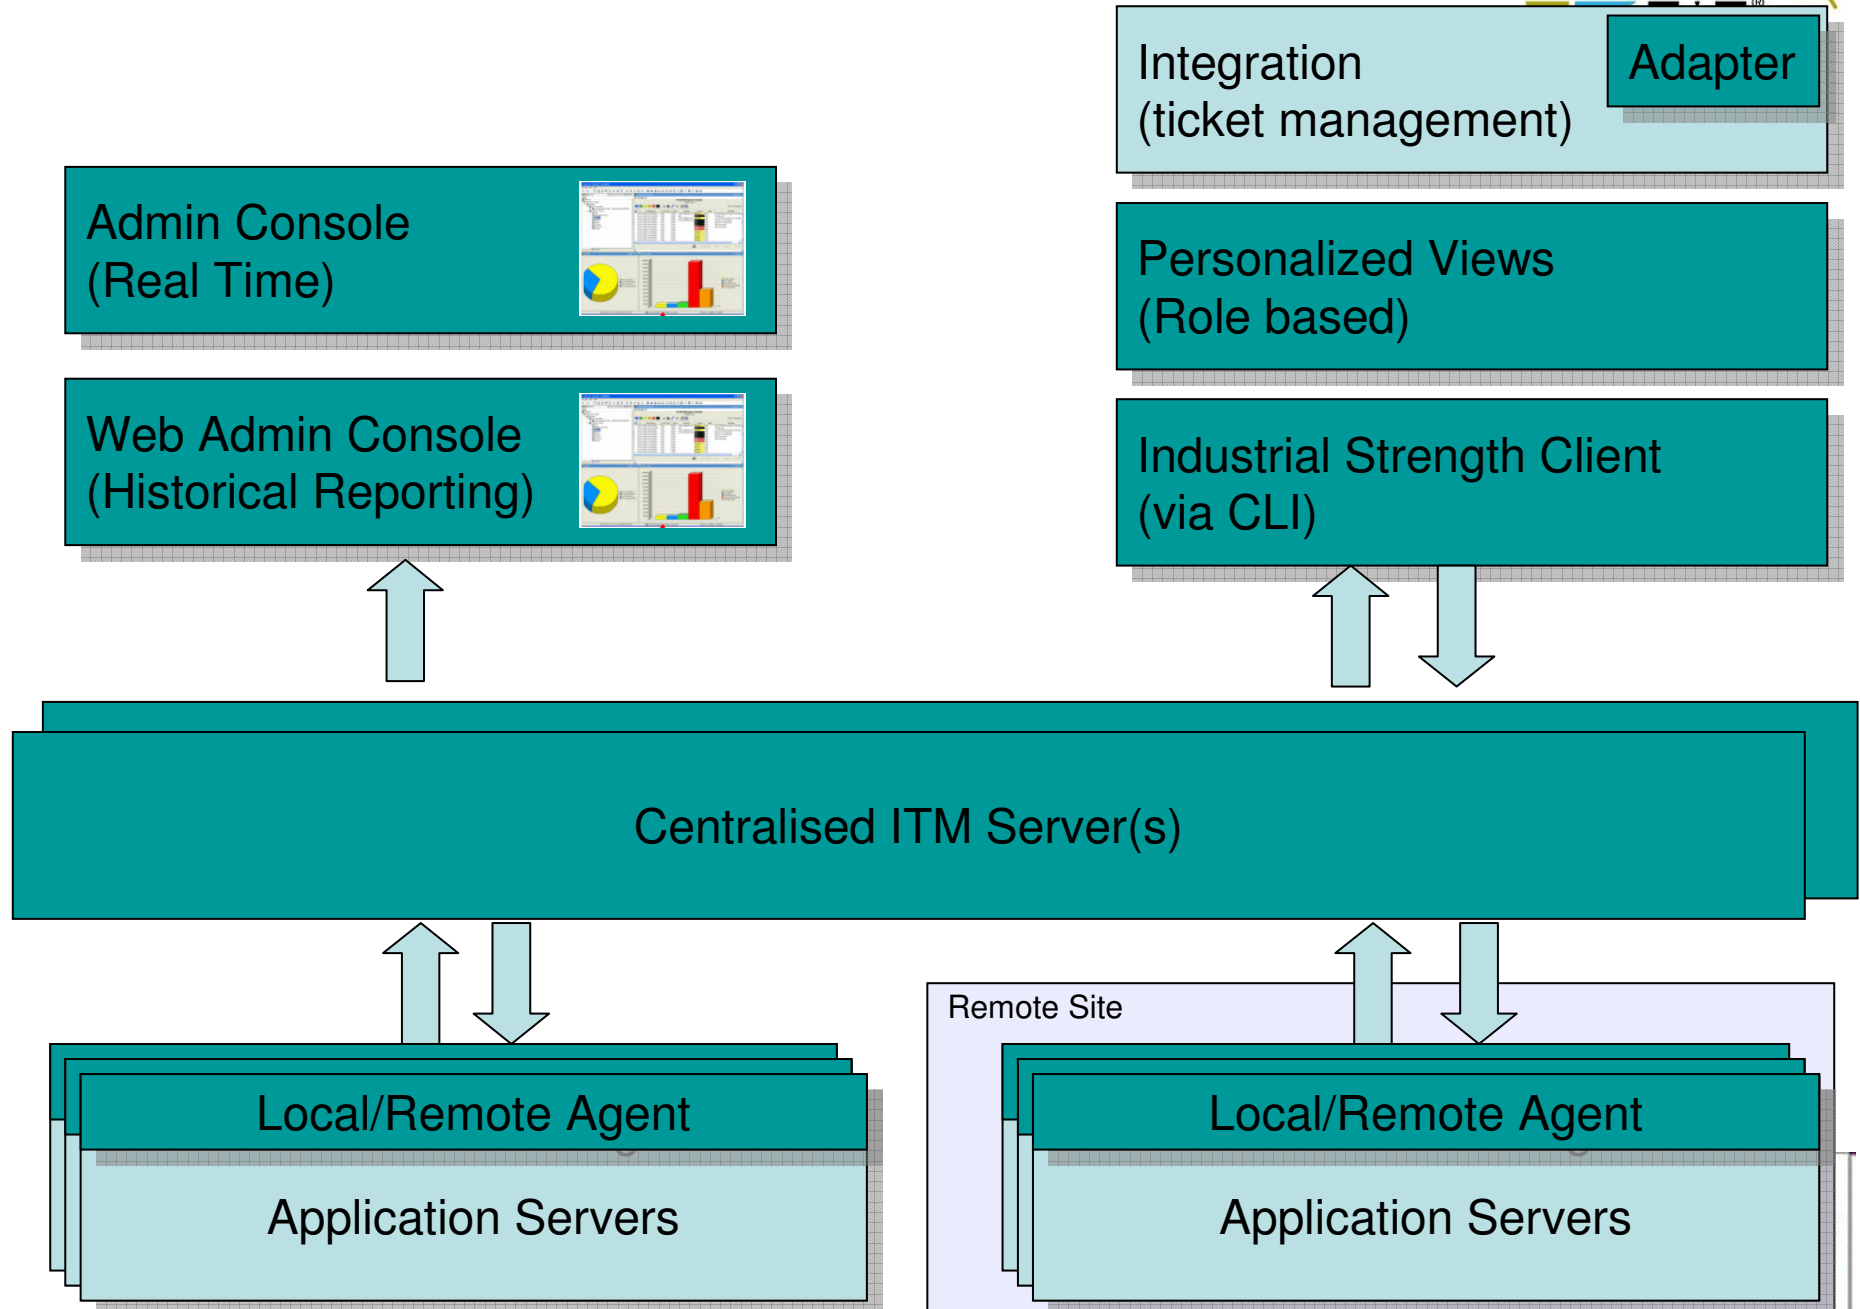 Integration
(ticket management)
Adapter
Admin Console
(Real Time)
Personalized Views
(Role based)
Web Admin Console
(Historical Reporting)
Industrial Strength Client
(via CLI)
Centralised ITM Server(s)
Remote Site
Local/Remote Agent
Application Servers
Local/Remote Agent
Application Servers